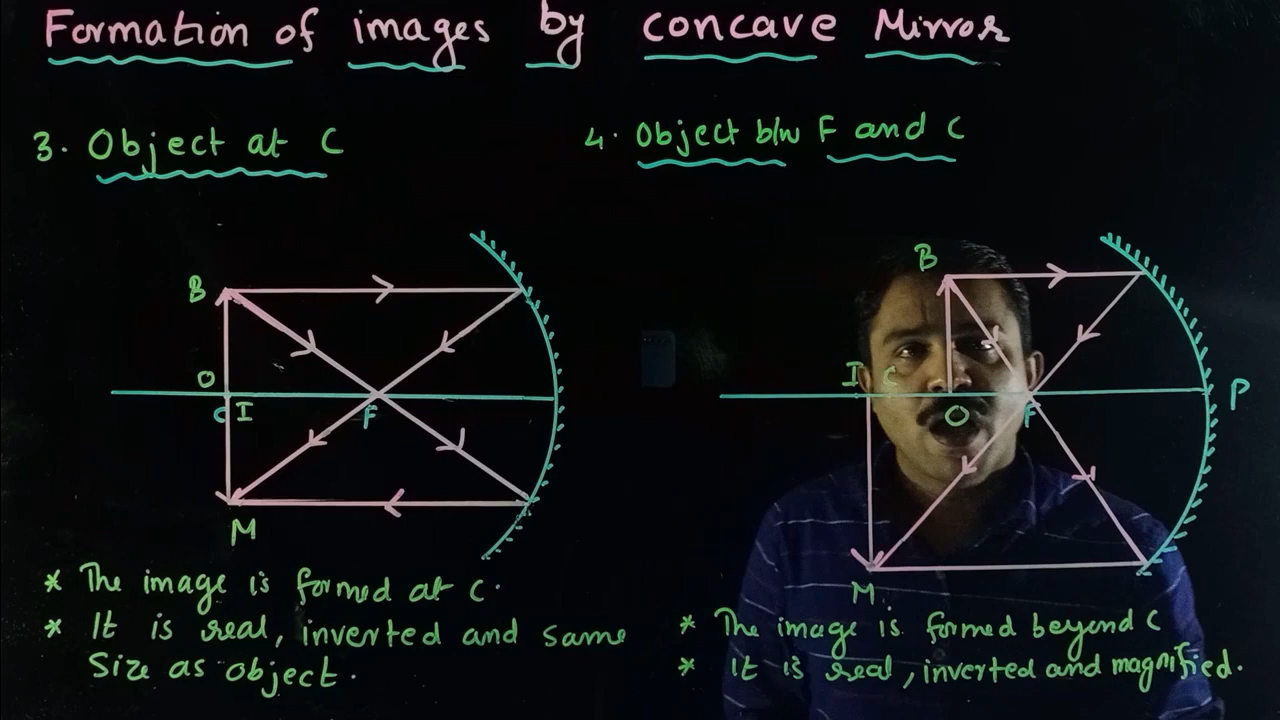 Formation of images by concave Mirror
3. Object at C
4. Object b/w F and C
B
O
C I
F
M
B
I C
O
F
P
M
* The image is formed at C.
* It is real, inverted and same
size as object.
* The image is formed beyond C
* It is real, inverted and magnified.